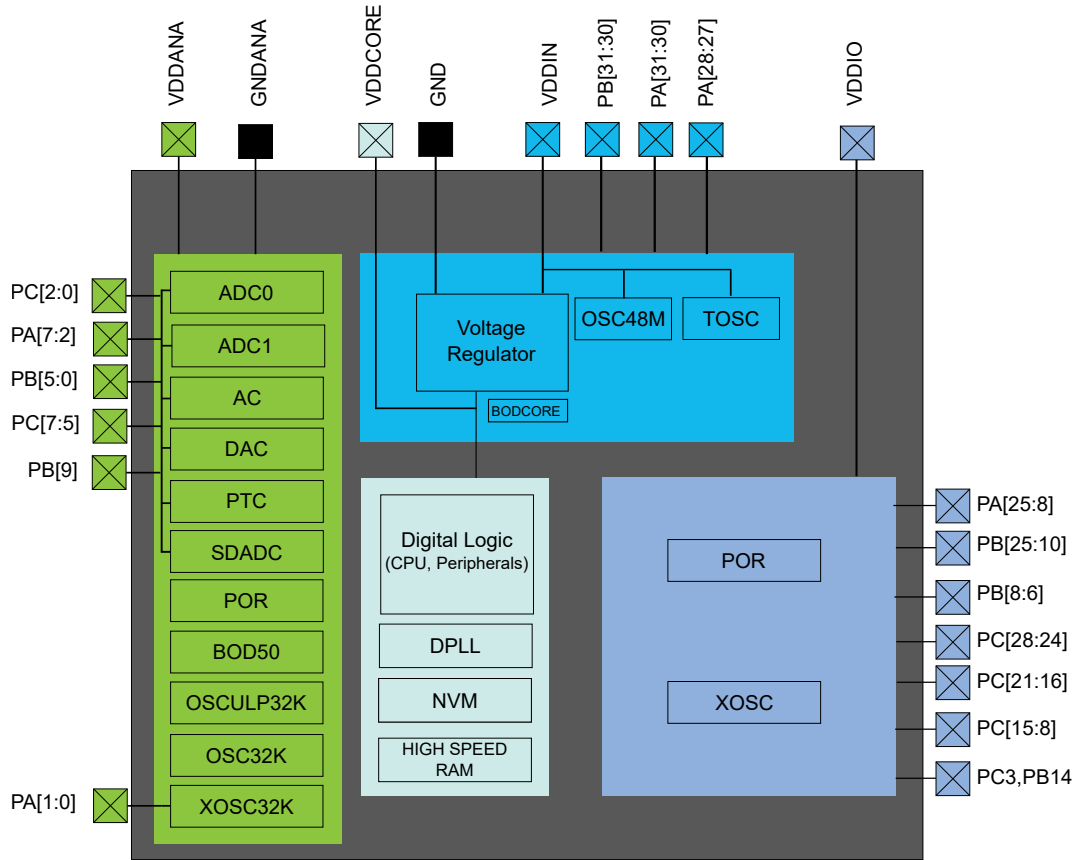 VDDANA
GNDANA
VDDCORE
GND
VDDIN
PB[31:30]
PA[31:30]
PA[28:27]
VDDIO
PC[2:0]
PA[7:2]
PB[5:0]
PC[7:5]
PB[9]
PA[1:0]
ADC0
ADC1
AC
DAC
PTC
SDADC
POR
BOD50
OSCULP32K
OSC32K
XOSC32K
Voltage
Regulator
OSC48M
TOSC
BODCORE
Digital Logic
(CPU, Peripherals)
DPLL
NVM
HIGH SPEED
RAM
POR
XOSC
PA[25:8]
PB[25:10]
PB[8:6]
PC[28:24]
PC[21:16]
PC[15:8]
PC3,PB14